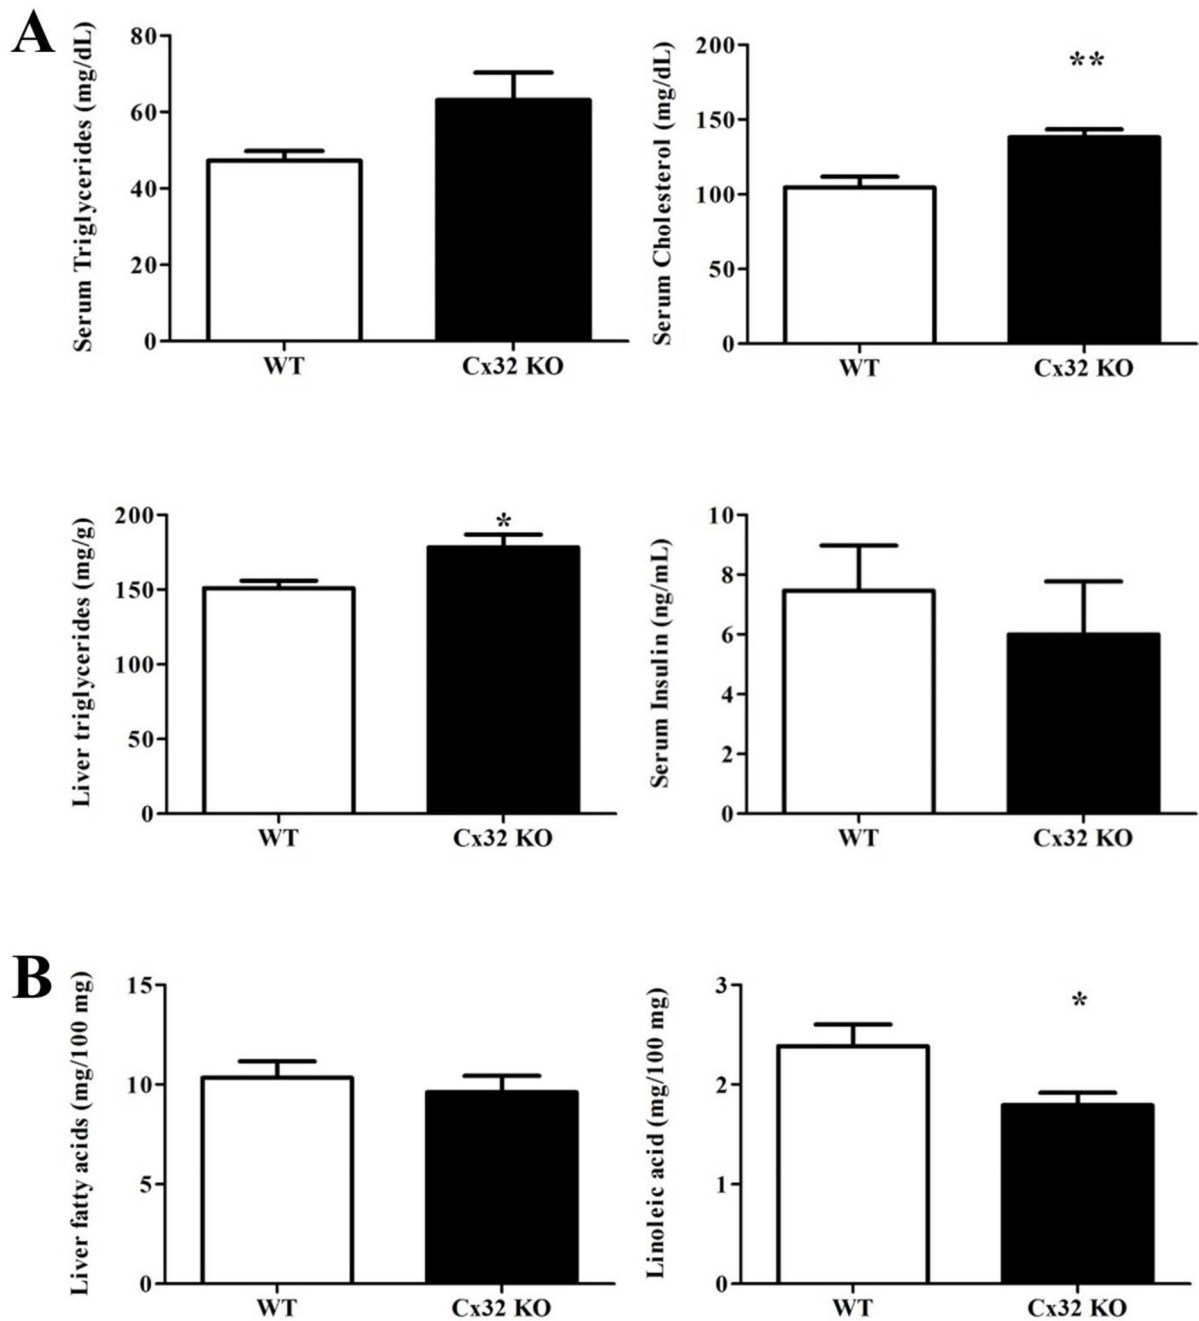 A
Serum Triglycerides (mg/dL)
80
60
40
20
0
WT
Cx32 KO
Serum Cholesterol (mg/dL)
200
150
100
50
0
**
WT
Cx32 KO
Liver triglycerides (mg/g)
200
150
100
50
0
*
WT
Cx32 KO
Serum Insulin (ng/mL)
10
8
6
4
2
0
WT
Cx32 KO
B
Liver fatty acids (mg/100 mg)
15
10
5
0
WT
Cx32 KO
Linoleic acid (mg/100 mg)
3
2
1
0
*
WT
Cx32 KO